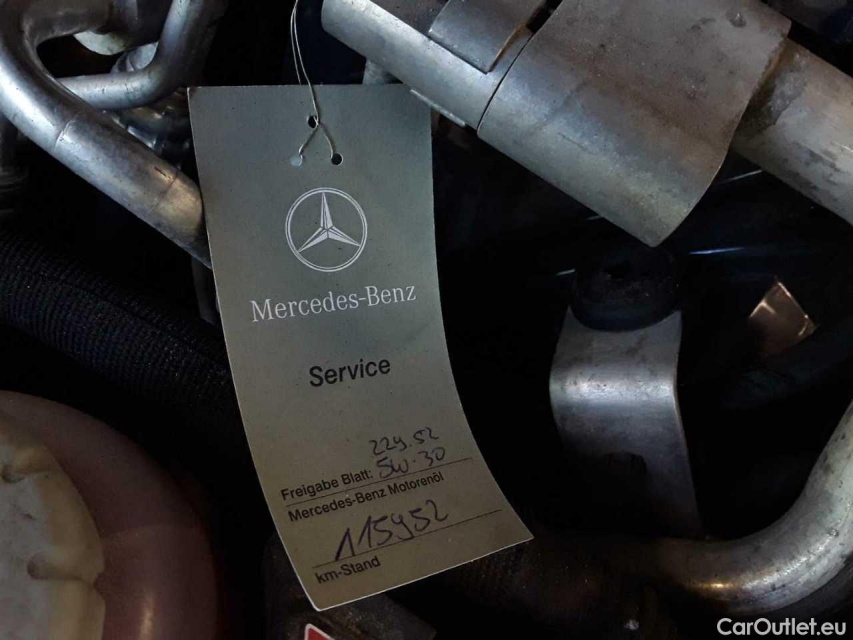 Mercedes-Benz
Service
229.52
Freigabe Blatt: 5W-30
Mercedes-Benz Motorenöl
115952
km-Stand
CarOutlet.eu